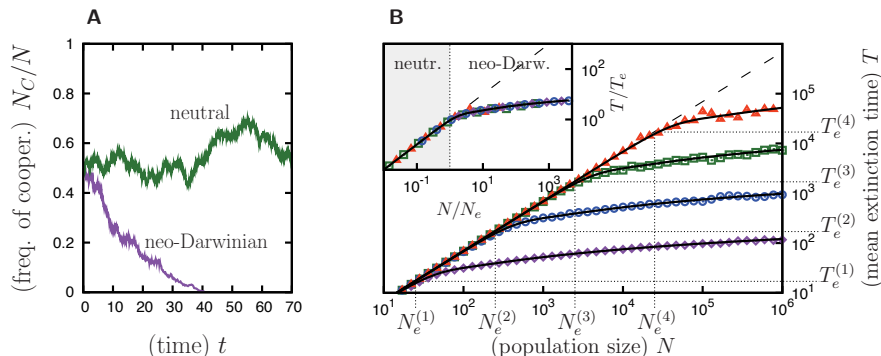 A
(freq. of cooper.) N_C/N
1
0.8
0.6
0.4
0.2
0
neutral
neo-Darwinian
0 10 20 30 40 50 60 70
(time) t
B
neutr.
neo-Darw.
T/T_e
10^2
10^0
10^-1 10^1 10^3
N/N_e
10^5
10^4
10^3
10^2
10^1
T_e^(4)
T_e^(3)
T_e^(2)
T_e^(1)
(mean extinction time) T
10^1 10^2 10^3 10^4 10^5 10^6
N_e^(1) N_e^(2) N_e^(3) N_e^(4)
(population size) N